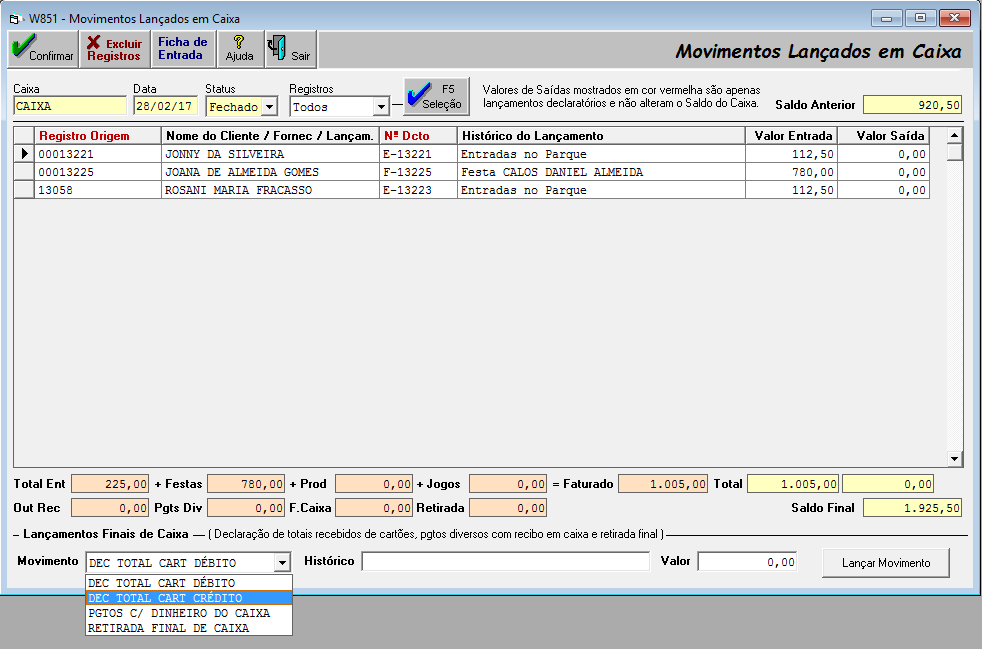 W851 - Movimentos Lançados em Caixa
Confirmar Excluir Registros Ficha de Entrada Ajuda Sair Movimentos Lançados em Caixa
Caixa Data Status Registros
CAIXA 28/02/17 Fechado Todos F5 Seleção
Valores de Saídas mostrados em cor vermelha são apenas
lançamentos declaratórios e não alteram o Saldo do Caixa.
Saldo Anterior 920,50
Registro Origem Nome do Cliente / Fornec / Lançam. Nº Dcto Histórico do Lançamento Valor Entrada Valor Saída
00013221 JONNY DA SILVEIRA E-13221 Entradas no Parque 112,50 0,00
00013225 JOANA DE ALMEIDA GOMES F-13225 Festa CALOS DANIEL ALMEIDA 780,00 0,00
13058 ROSANI MARIA FRACASSO E-13223 Entradas no Parque 112,50 0,00
Total Ent 225,00 + Festas 780,00 + Prod 0,00 + Jogos 0,00 = Faturado 1.005,00 Total 1.005,00 0,00
Out Rec 0,00 Pgts Div 0,00 F.Caixa 0,00 Retirada 0,00 Saldo Final 1.925,50
Lançamentos Finais de Caixa — ( Declaração de totais recebidos de cartões, pgtos diversos com recibo em caixa e retirada final )
Movimento DEC TOTAL CART DÉBITO Histórico Valor 0,00 Lançar Movimento
DEC TOTAL CART DÉBITO
DEC TOTAL CART CRÉDITO
PGTOS C/ DINHEIRO DO CAIXA
RETIRADA FINAL DE CAIXA